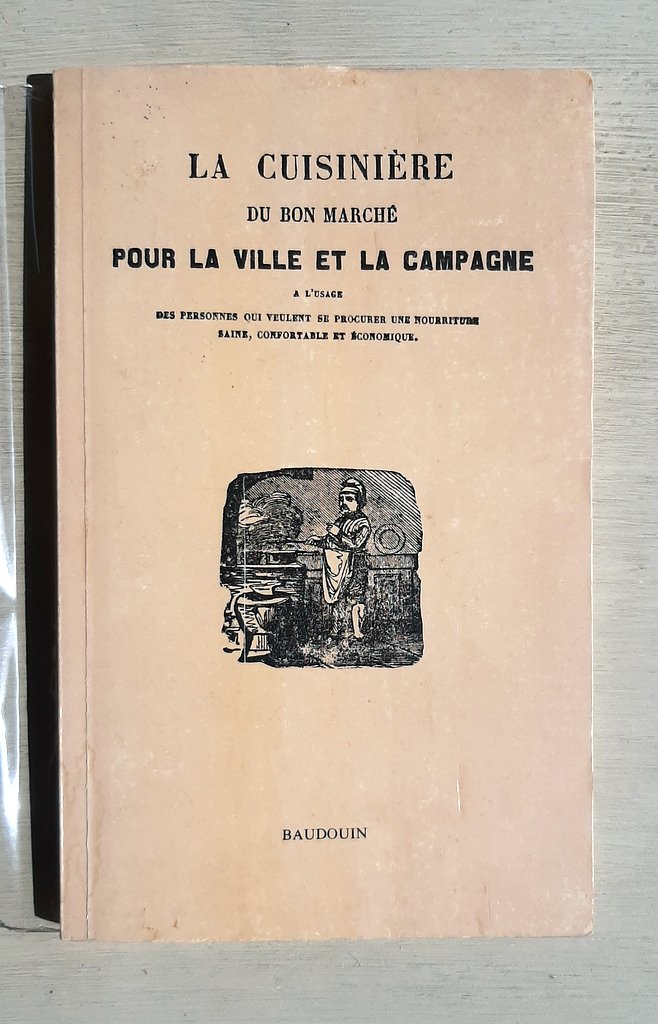 LA CUISINIÈRE
DU BON MARCHÉ
POUR LA VILLE ET LA CAMPAGNE
A L'USAGE
DES PERSONNES QUI VEULENT SE PROCURER UNE NOURRITURE
SAINE, CONFORTABLE ET ÉCONOMIQUE.
BAUDOUIN